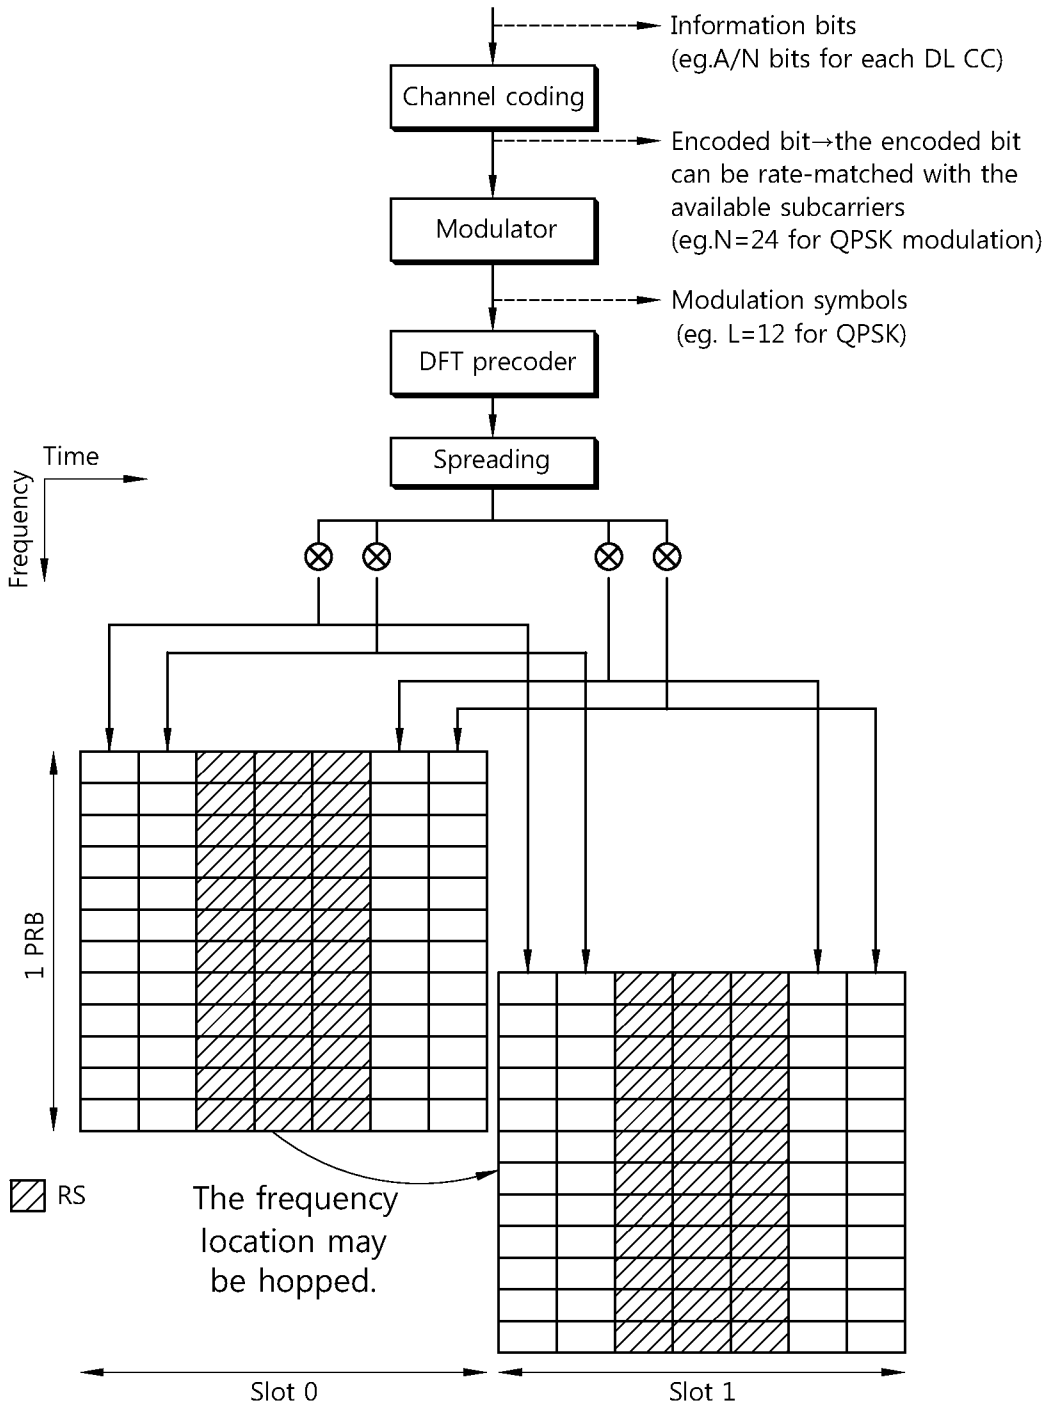 Information bits
(eg.A/N bits for each DL CC)
Channel coding
Encoded bit→the encoded bit
can be rate-matched with the
available subcarriers
(eg.N=24 for QPSK modulation)
Modulator
Modulation symbols
(eg. L=12 for QPSK)
DFT precoder
Spreading
Time
Frequency
1 PRB
RS
The frequency
location may
be hopped.
Slot 0
Slot 1